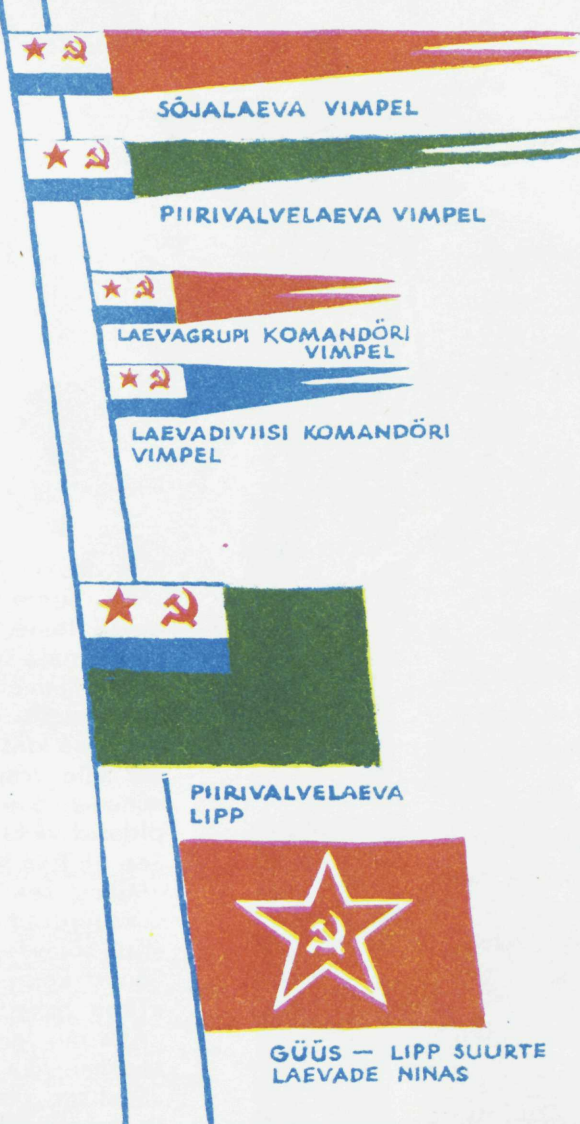 SÕJALAEVA VIMPEL
PIIRIVALVELAEVA VIMPEL
LAEVAGRUPI KOMANDÖRI
VIMPEL
LAEVADIVIISI KOMANDÖRI
VIMPEL
PIIRIVALVELAEVA
LIPP
GÜÜS — LIPP SUURTE
LAEVADE NINAS